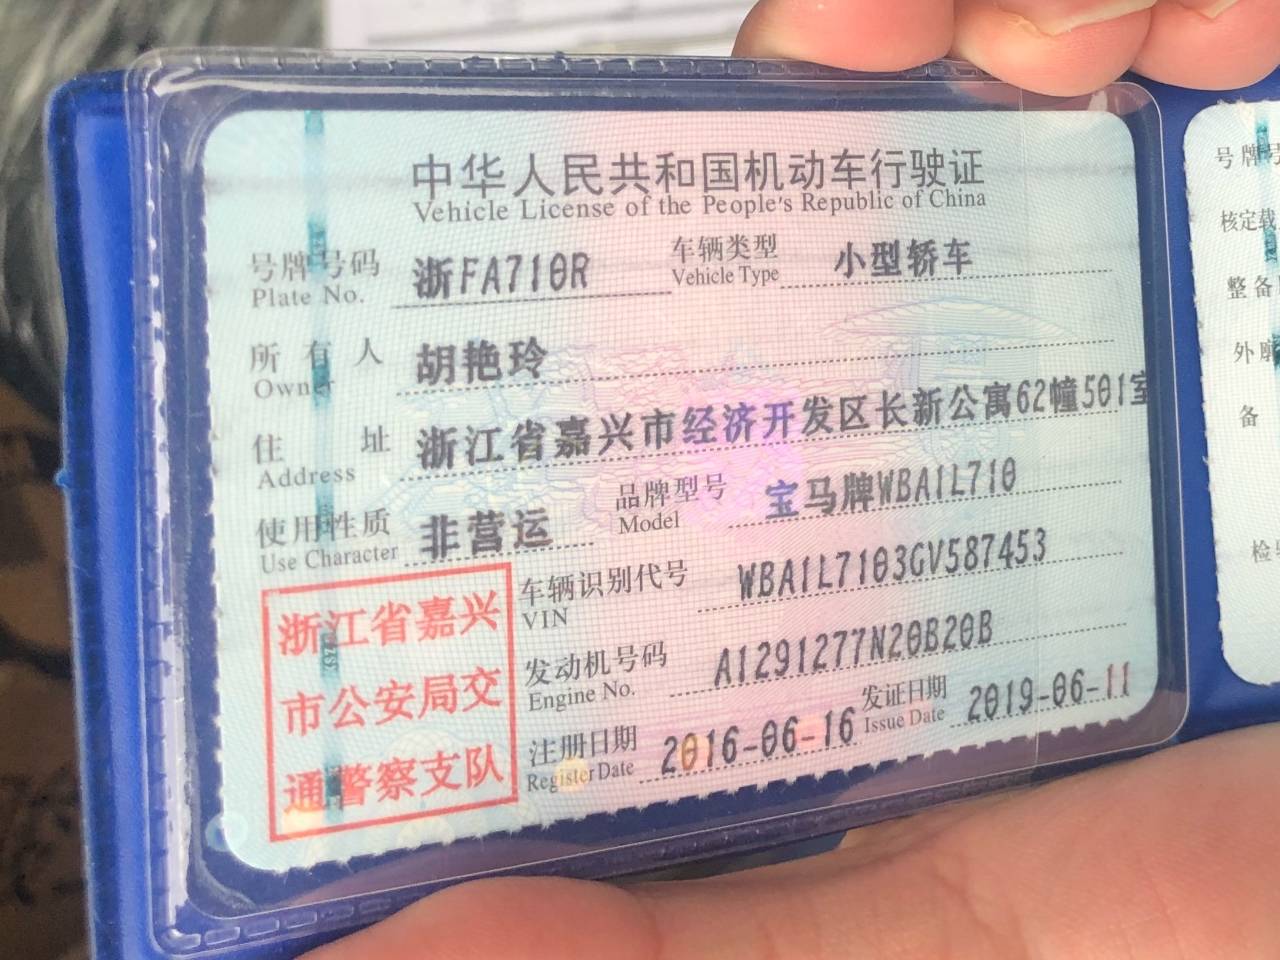 中华人民共和国机动车行驶证
Vehicle License of the People's Republic of China
号牌号码 浙FA710R 车辆类型 小型轿车
Plate No. Vehicle Type
所有人 胡艳玲
Owner
住址 浙江省嘉兴市经济开发区长新公寓62幢501室
Address
使用性质 非营运 品牌型号 宝马牌WBA1L710
Use Character Model
车辆识别代号 WBA1L7103GV587453
VIN
发动机号码 A1291277N20B20B
Engine No.
注册日期 2016-06-16 发证日期 2019-06-11
Register Date Issue Date
浙江省嘉兴
市公安局交
通警察支队
号牌号
核定载
整备
外廓
备
检